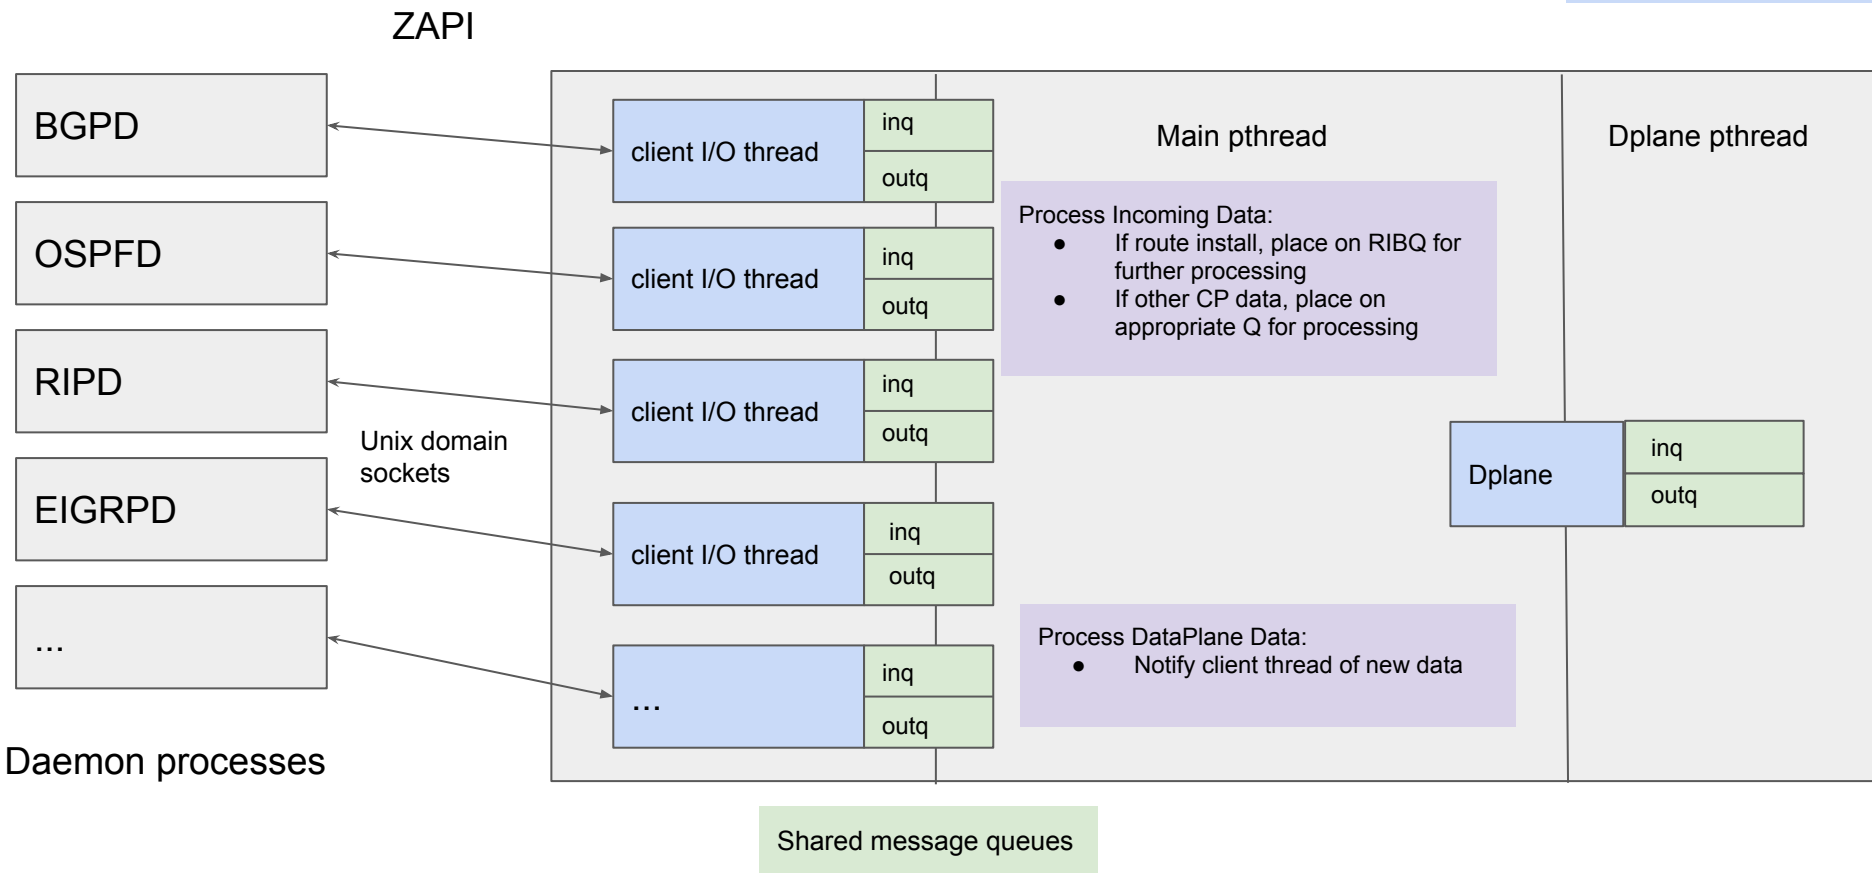 ZAPI
BGPD
OSPFD
RIPD
EIGRPD
...
Daemon processes
Unix domain
sockets
client I/O thread
inq
outq
client I/O thread
inq
outq
client I/O thread
inq
outq
client I/O thread
inq
outq
...
inq
outq
Main pthread
Process Incoming Data:
● If route install, place on RIBQ for
further processing
● If other CP data, place on
appropriate Q for processing
Process DataPlane Data:
● Notify client thread of new data
Dplane pthread
Dplane
inq
outq
Shared message queues